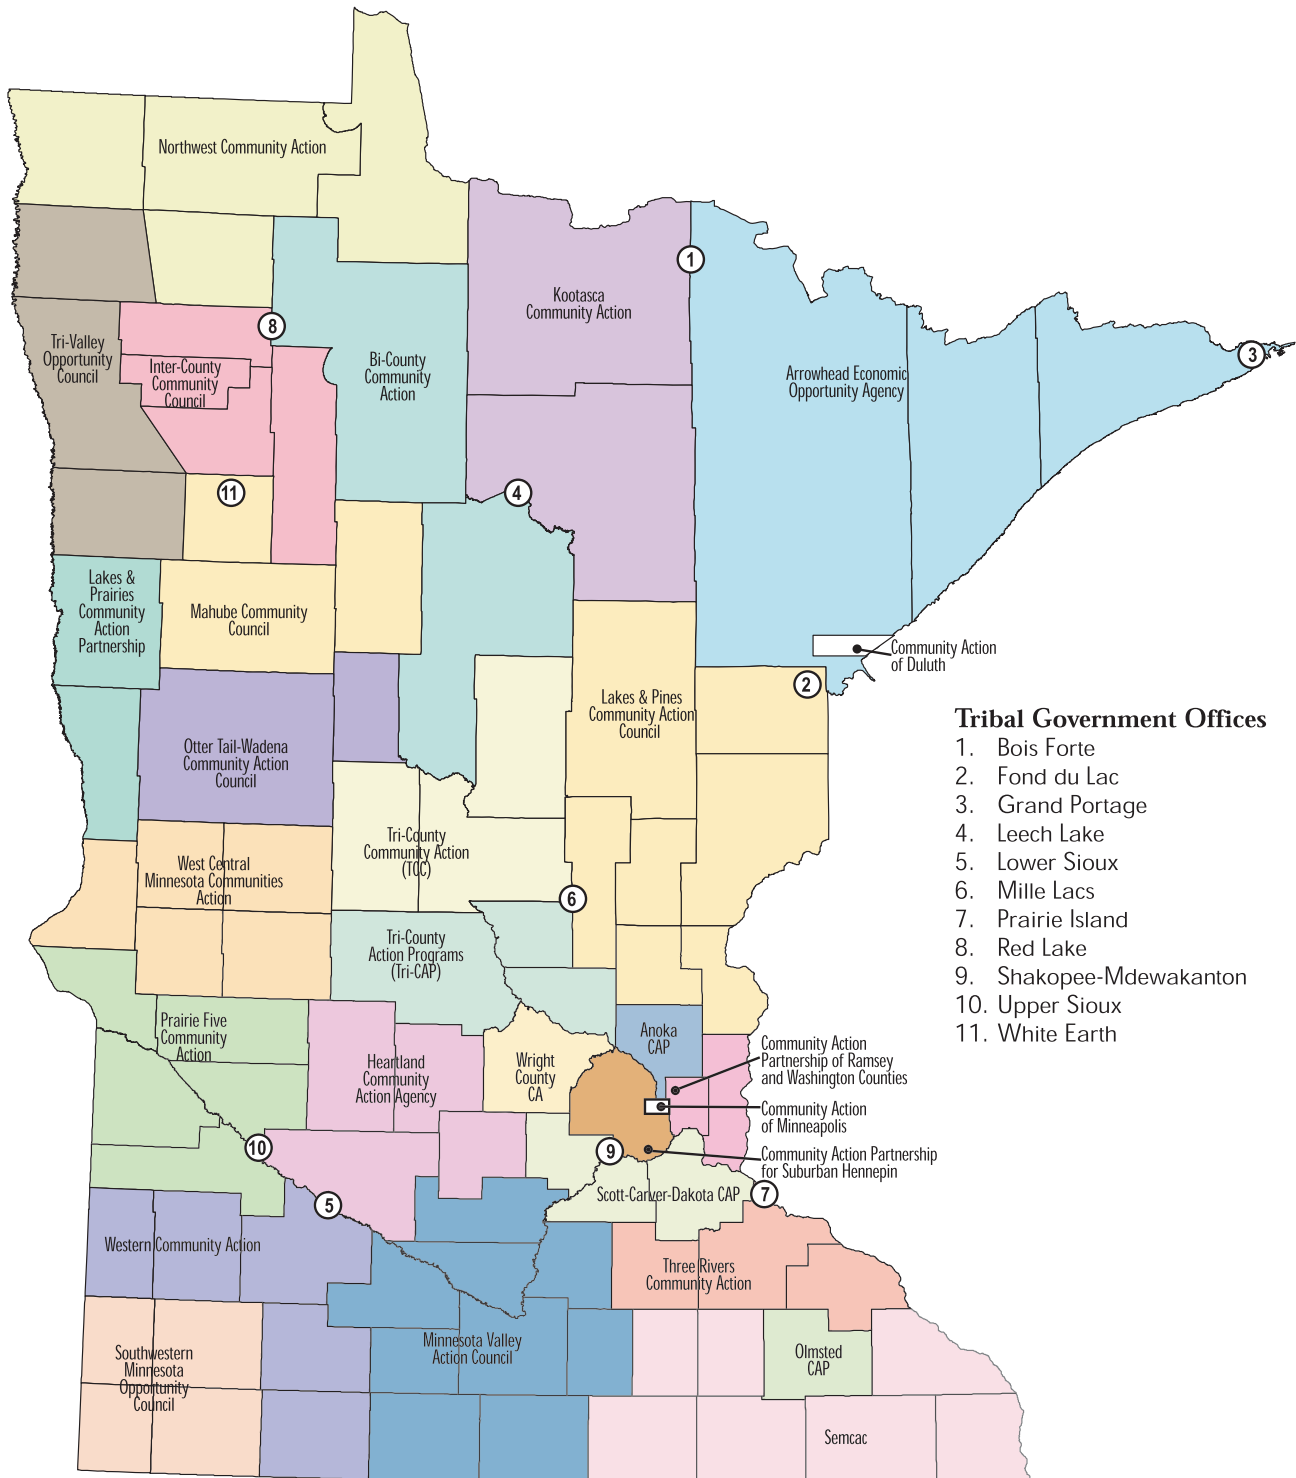 Northwest Community Action
1
Kootasca
Community Action
8
3
Tri-Valley
Opportunity
Council
Inter-County
Community
Council
Bi-County
Community
Action
Arrowhead Economic
Opportunity Agency
11
4
Lakes &
Prairies
Community
Action
Partnership
Mahube Community
Council
Community Action
of Duluth
2
Lakes & Pines
Community Action
Council
Otter Tail-Wadena
Community Action
Council
Tribal Government Offices
1. Bois Forte
2. Fond du Lac
3. Grand Portage
4. Leech Lake
5. Lower Sioux
6. Mille Lacs
7. Prairie Island
8. Red Lake
9. Shakopee-Mdewakanton
10. Upper Sioux
11. White Earth
Tri-County
Community Action
(TCC)
West Central
Minnesota Communities
Action
6
Tri-County
Action Programs
(Tri-CAP)
Prairie Five
Community
Action
Anoka
CAP
Heartland
Community
Action Agency
Wright
County
CA
Community Action
Partnership of Ramsey
and Washington Counties
Community Action
of Minneapolis
Community Action Partnership
for Suburban Hennepin
10
9
5
Scott-Carver-Dakota CAP
7
Western Community Action
Three Rivers
Community Action
Minnesota Valley
Action Council
Southwestern
Minnesota
Opportunity
Council
Olmsted
CAP
Semcac